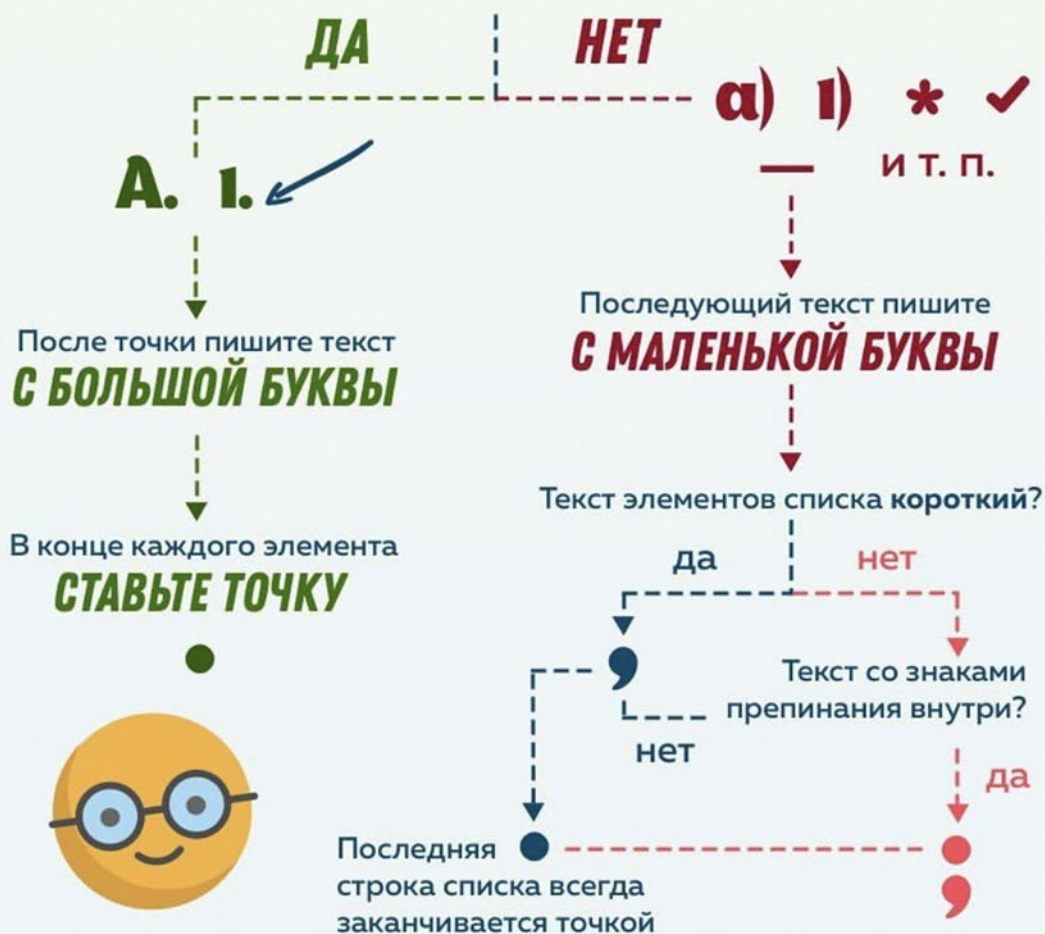 ДА
НЕТ
а) 1) * ✔
— и т. п.
А. 1.
Последующий текст пишите
С МАЛЕНЬКОЙ БУКВЫ
После точки пишите текст
С БОЛЬШОЙ БУКВЫ
Текст элементов списка короткий?
да
нет
В конце каждого элемента
СТАВЬТЕ ТОЧКУ
.
,
Текст со знаками
препинания внутри?
нет
да
Последняя
строка списка всегда
заканчивается точкой
.
;